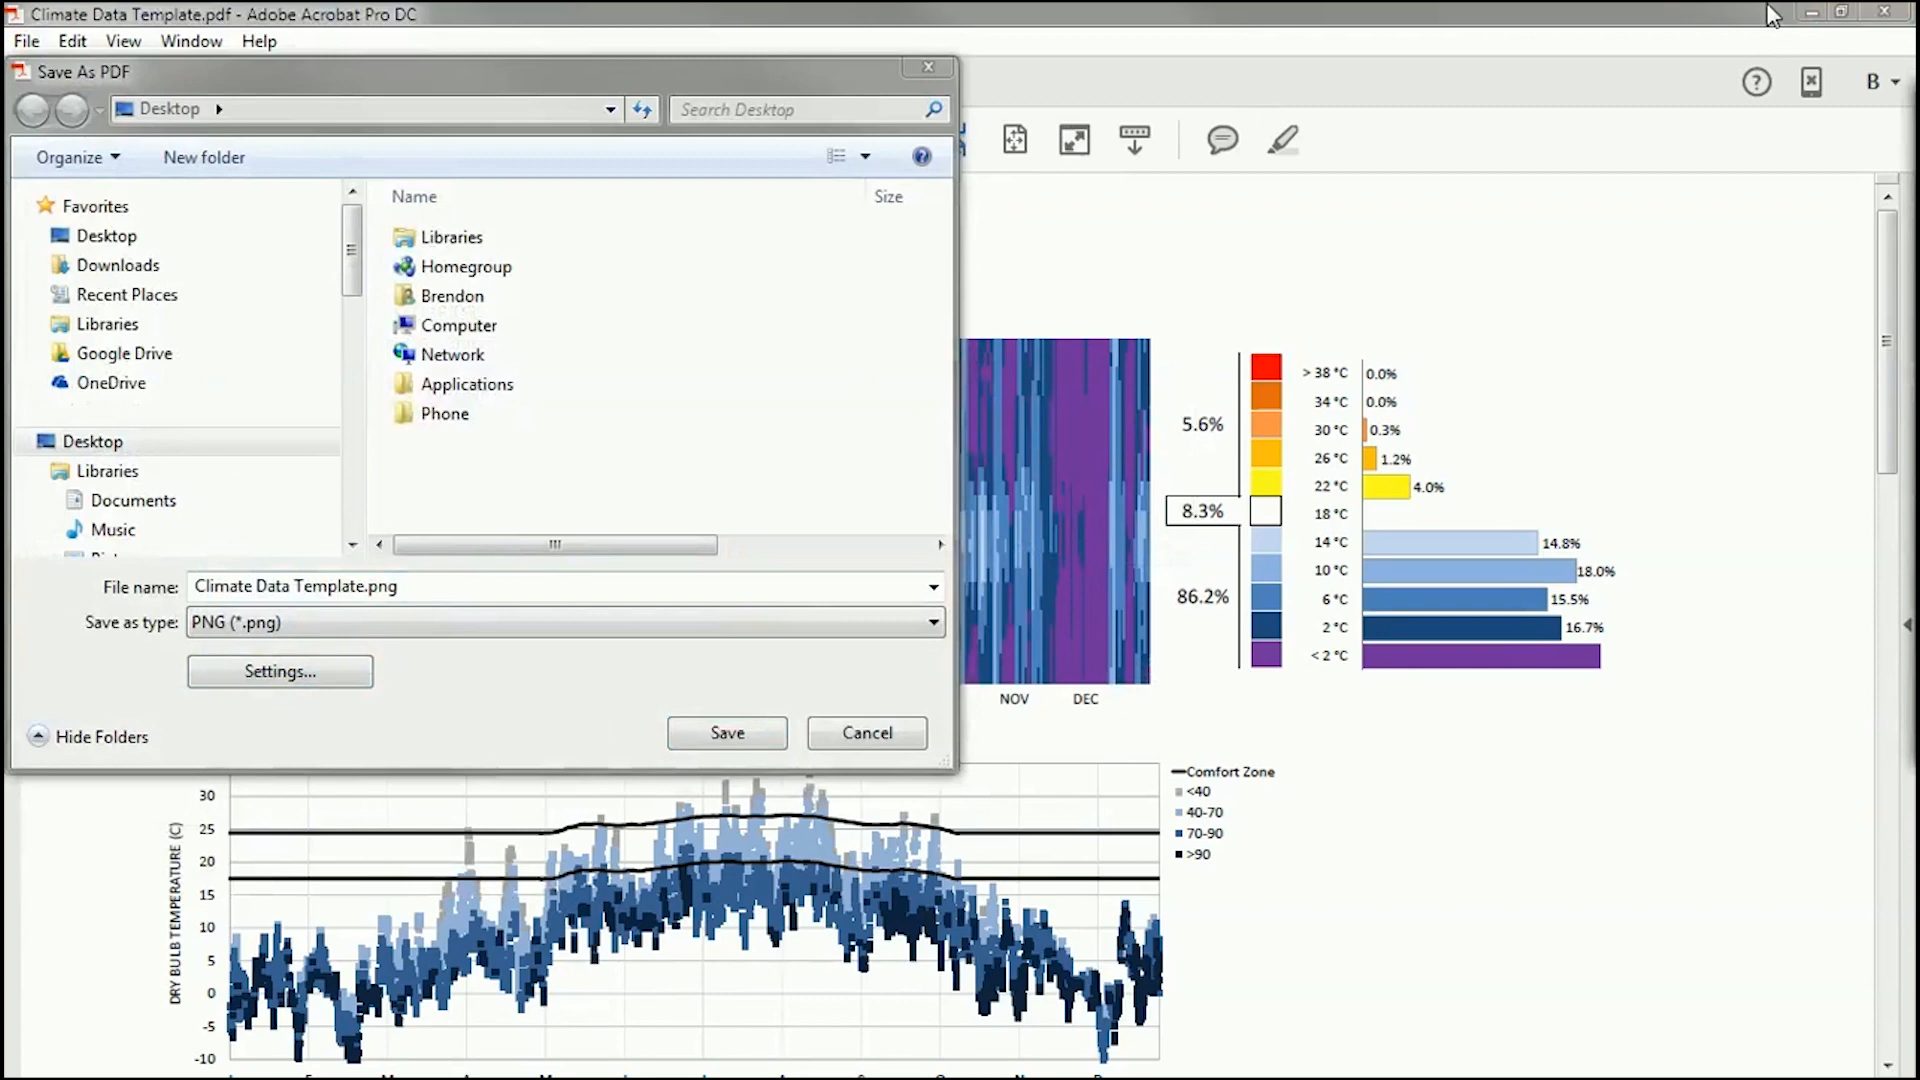 Climate Data Template.pdf - Adobe Acrobat Pro DC
File Edit View Window Help
Save As PDF
Desktop
Search Desktop
B
Organize
New folder
Name
Size
Favorites
Desktop
Downloads
Recent Places
Libraries
Google Drive
OneDrive
Desktop
Libraries
Documents
Music
Libraries
Homegroup
Brendon
Computer
Network
Applications
Phone
File name: Climate Data Template.png
Save as type: PNG (*.png)
Settings...
Hide Folders
Save
Cancel
NOV
DEC
5.6%
8.3%
86.2%
> 38 °C 0.0%
34 °C 0.0%
30 °C 0.3%
26 °C 1.2%
22 °C 4.0%
18 °C
14 °C 14.8%
10 °C 18.0%
6 °C 15.5%
2 °C 16.7%
< 2 °C
DRY BULB TEMPERATURE (C)
30
25
20
15
10
5
0
-5
-10
Comfort Zone
<40
40-70
70-90
>90